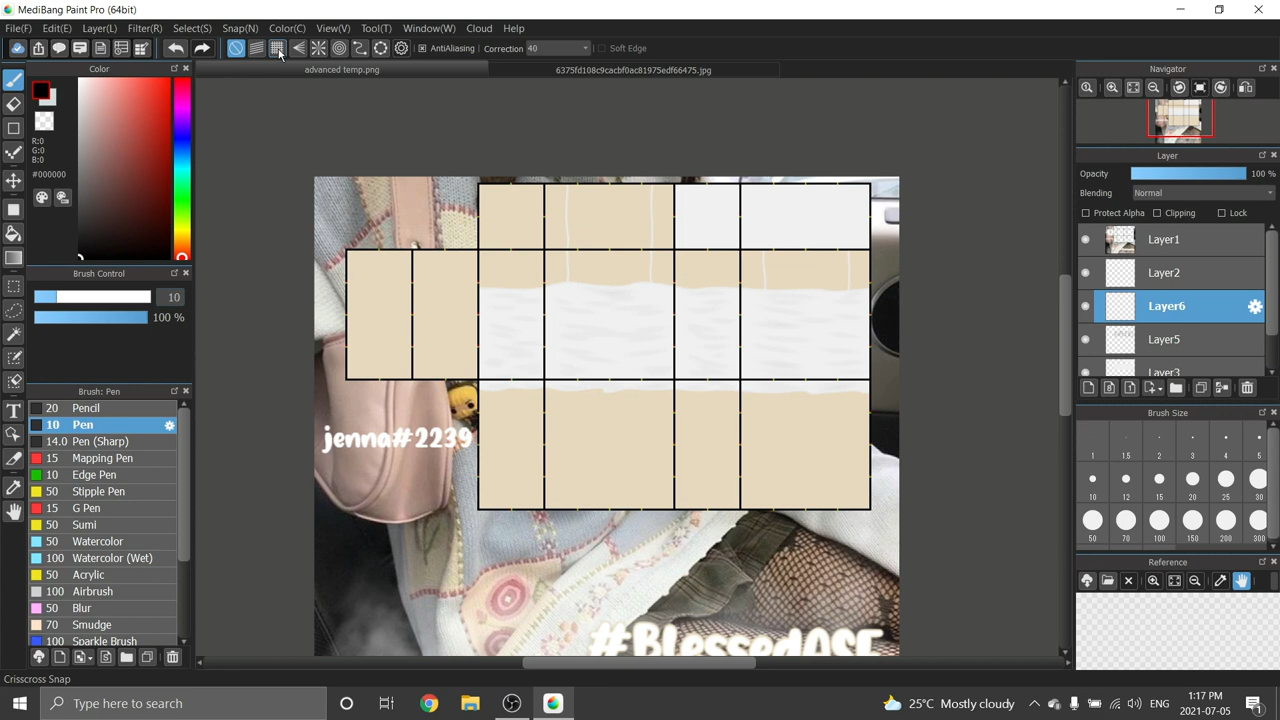 MediBang Paint Pro (64bit)
File(F) Edit(E) Layer(L) Filter(R) Select(S) Snap(N) Color(C) View(V) Tool(T) Window(W) Cloud Help
AntiAliasing Correction 40 Soft Edge
advanced temp.png 6375fd108c9cacbf0ac81975edf66475.jpg
Color
R:0
G:0
B:0
#000000
Brush Control
10
100 %
Brush: Pen
20 Pencil
10 Pen
14.0 Pen (Sharp)
15 Mapping Pen
10 Edge Pen
50 Stipple Pen
15 G Pen
50 Sumi
50 Watercolor
100 Watercolor (Wet)
50 Acrylic
100 Airbrush
50 Blur
70 Smudge
100 Sparkle Brush
jenna#2239
#BlessedASF
Navigator
Layer
Opacity 100 %
Blending Normal
Protect Alpha Clipping Lock
Layer1
Layer2
Layer6
Layer5
Layer3
Brush Size
1 1.5 2 3 4 5
10 12 15 20 25 30
50 70 100 150 200 300
Reference
Crisscross Snap
Type here to search
25°C Mostly cloudy
ENG
1:17 PM
2021-07-05
1